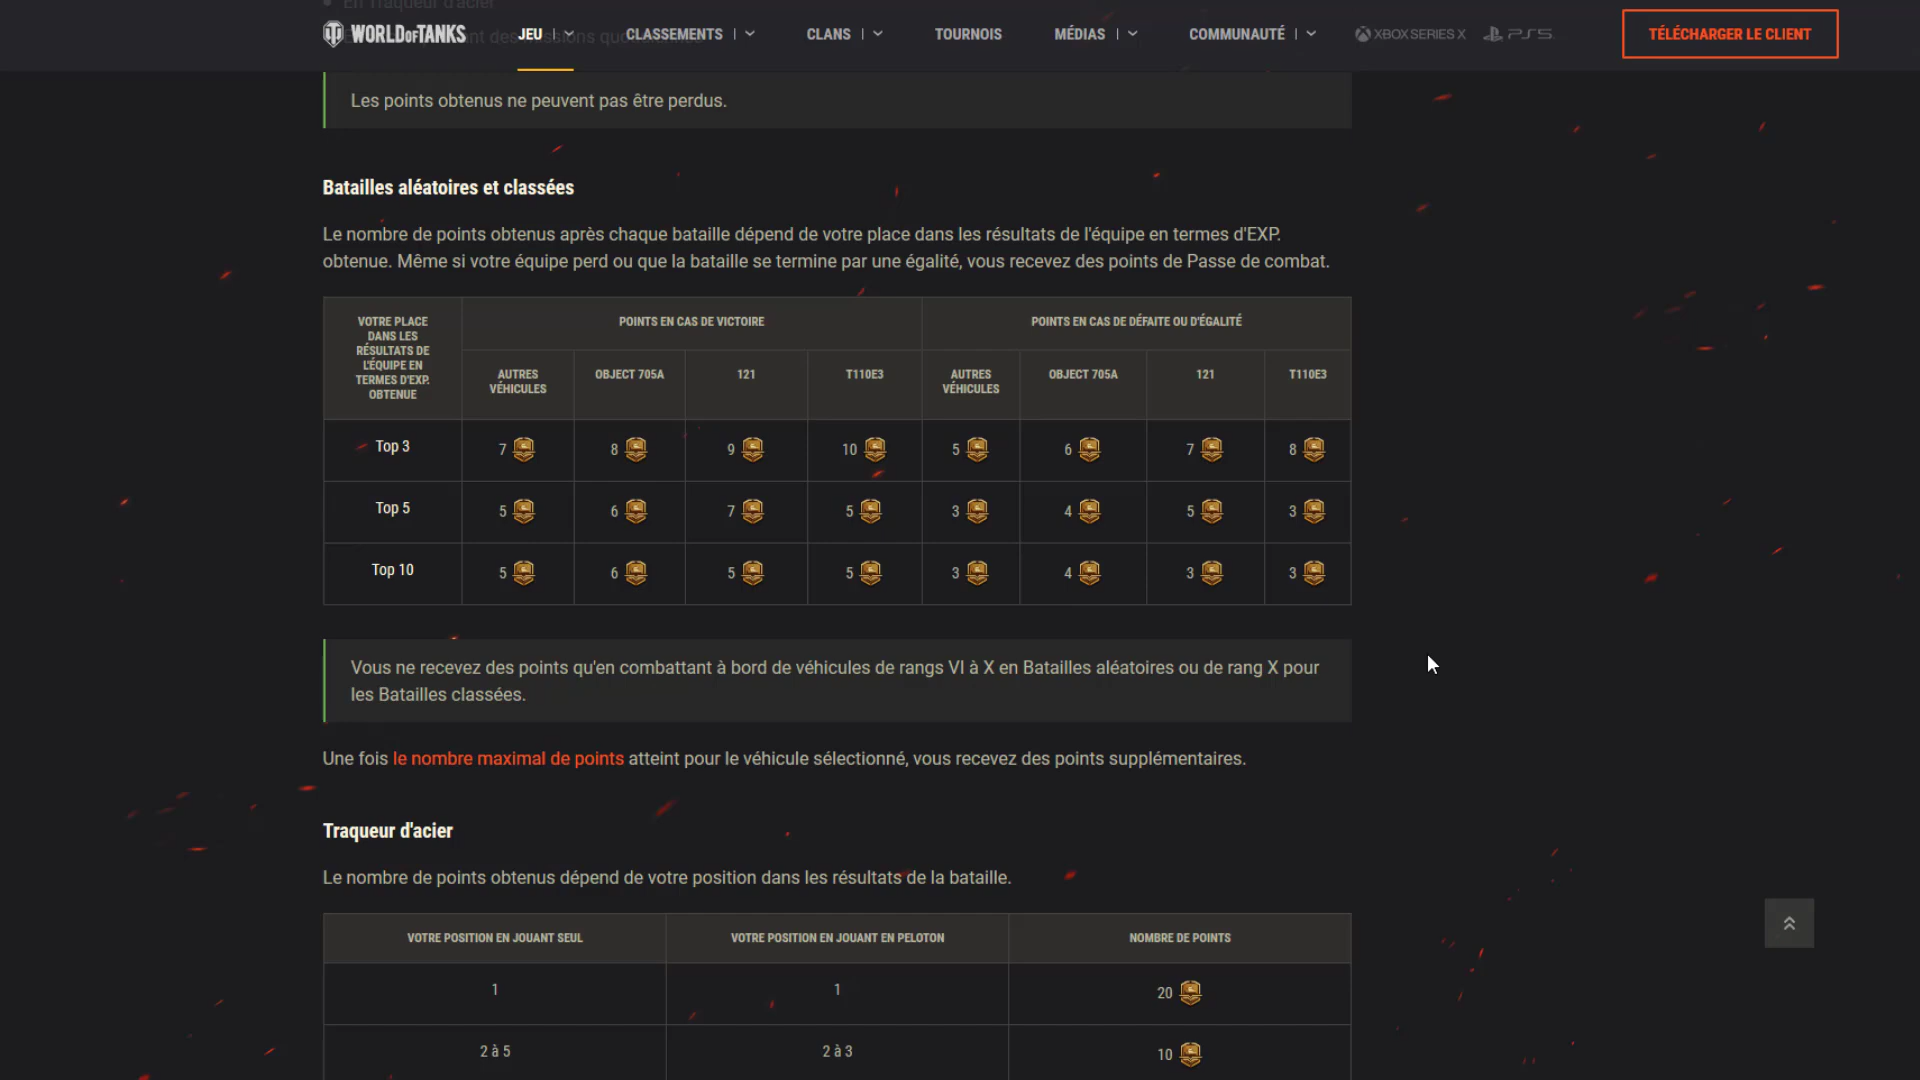 En Traqueur d'acier
WORLD OF TANKS
JEU
CLASSEMENTS
CLANS
TOURNOIS
MÉDIAS
COMMUNAUTÉ
XBOX SERIES X
PS5
TÉLÉCHARGER LE CLIENT
Les points obtenus ne peuvent pas être perdus.
Batailles aléatoires et classées
Le nombre de points obtenus après chaque bataille dépend de votre place dans les résultats de l'équipe en termes d'EXP.
obtenue. Même si votre équipe perd ou que la bataille se termine par une égalité, vous recevez des points de Passe de combat.
VOTRE PLACE
DANS LES
RÉSULTATS DE
L'ÉQUIPE EN
TERMES D'EXP.
OBTENUE
POINTS EN CAS DE VICTOIRE
POINTS EN CAS DE DÉFAITE OU D'ÉGALITÉ
AUTRES
VÉHICULES
OBJECT 705A
121
T110E3
AUTRES
VÉHICULES
OBJECT 705A
121
T110E3
Top 3
7
8
9
10
5
6
7
8
Top 5
5
6
7
5
3
4
5
3
Top 10
5
6
5
5
3
4
3
3
Vous ne recevez des points qu'en combattant à bord de véhicules de rangs VI à X en Batailles aléatoires ou de rang X pour
les Batailles classées.
Une fois le nombre maximal de points atteint pour le véhicule sélectionné, vous recevez des points supplémentaires.
Traqueur d'acier
Le nombre de points obtenus dépend de votre position dans les résultats de la bataille.
VOTRE POSITION EN JOUANT SEUL
VOTRE POSITION EN JOUANT EN PELOTON
NOMBRE DE POINTS
1
1
20
2 à 5
2 à 3
10